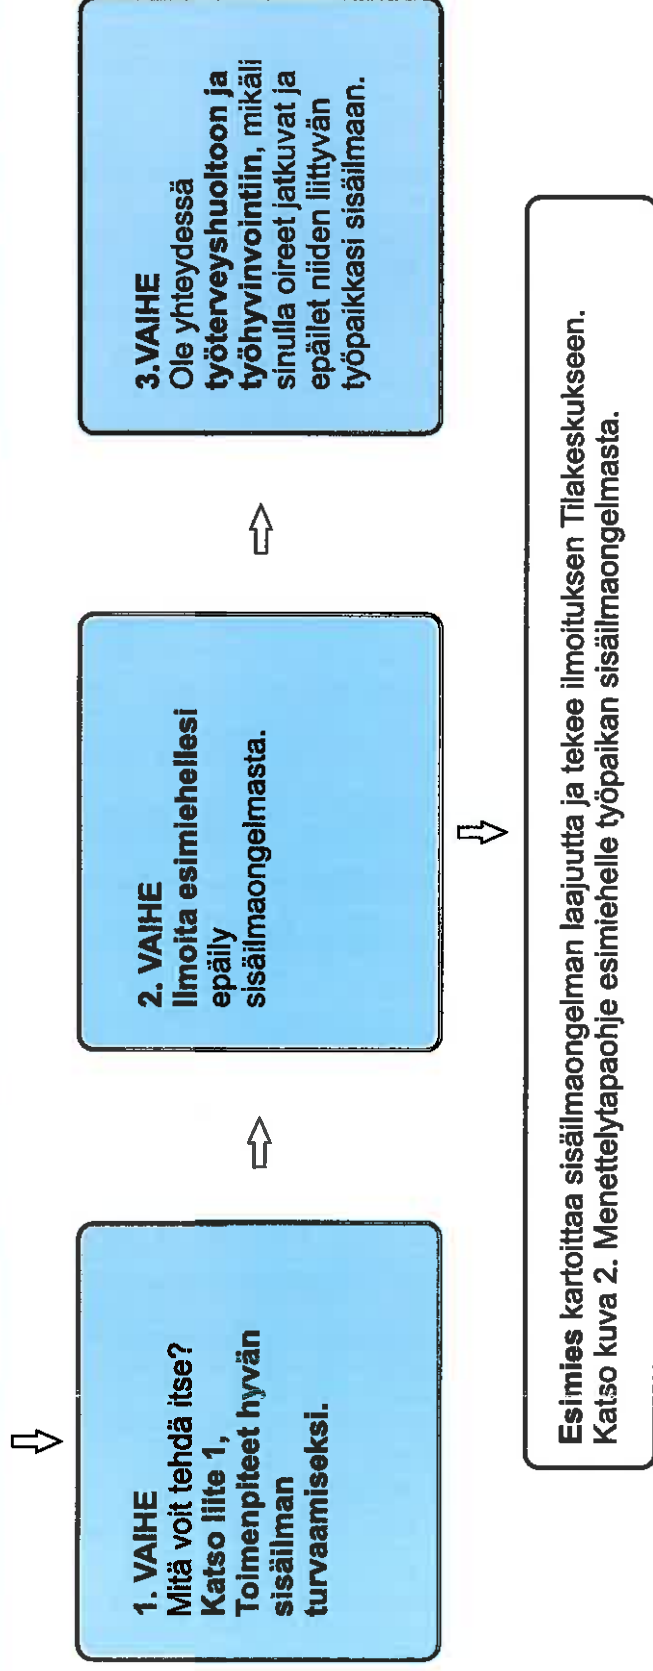 1. VAIHE
Mitä voit tehdä itse?
Katso liite 1,
Toimenpiteet hyvän
sisäilman
turvaamiseksi.
2. VAIHE
Ilmoita esimiehellesi
epäily
sisäilmaongelmasta.
3.VAIHE
Ole yhteydessä
työterveyshuoltoon ja
työhyvinvointiin, mikäli
sinulla oireet jatkuvat ja
epäilet niiden liittyvän
työpaikkasi sisäilmaan.
Esimies kartoittaa sisäilmaongelman laajuutta ja tekee ilmoituksen Tilakeskukseen.
Katso kuva 2. Menettelytapaohje esimiehelle työpaikan sisäilmaongelmasta.